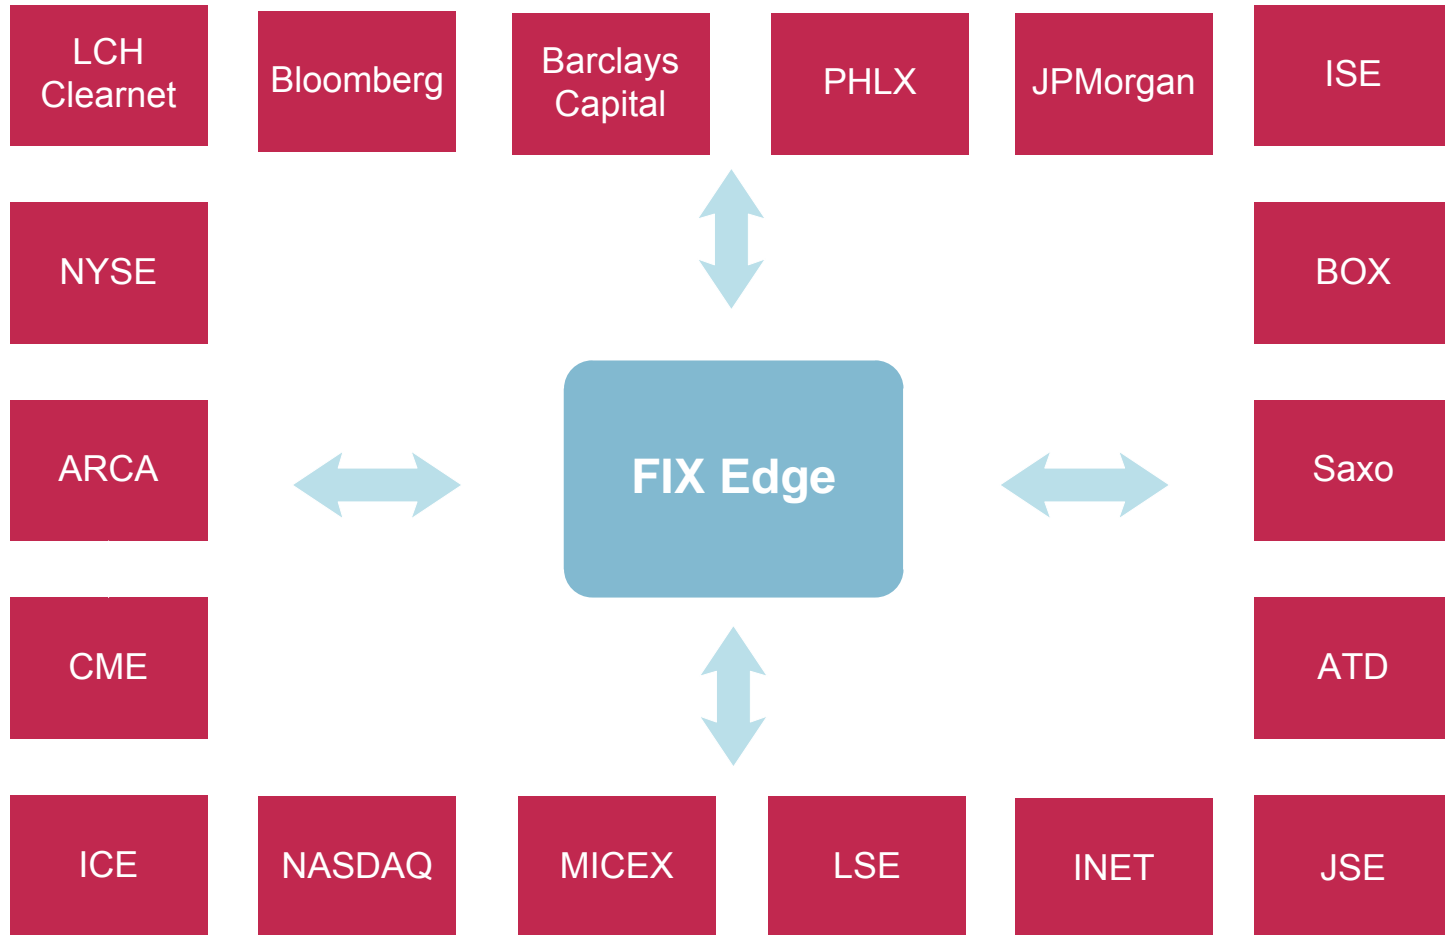 LCH
Clearnet
Bloomberg
Barclays
Capital
PHLX
JPMorgan
ISE
NYSE
BOX
ARCA
FIX Edge
Saxo
CME
ATD
ICE
NASDAQ
MICEX
LSE
INET
JSE